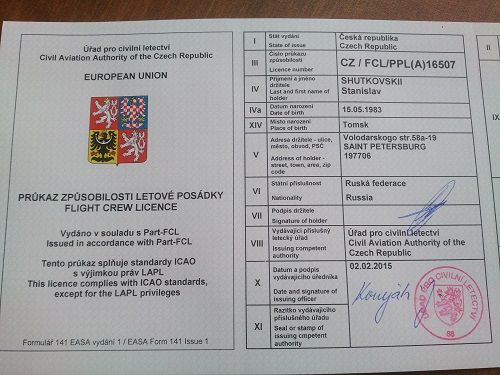 Úřad pro civilní letectví
Civil Aviation Authority of the Czech Republic
EUROPEAN UNION
PRŮKAZ ZPŮSOBILOSTI LETOVÉ POSÁDKY
FLIGHT CREW LICENCE
Vydáno v souladu s Part-FCL
Issued in accordance with Part-FCL
Tento průkaz splňuje standardy ICAO
s výjimkou práv LAPL
This licence complies with ICAO standards,
except for the LAPL privileges
Formulář 141 EASA vydání 1 / EASA Form 141 Issue 1
I
Stát vydání
State of issue
Česká republika
Czech Republic
III
Číslo průkazu
způsobilosti
Licence number
CZ / FCL/PPL(A)16507
IV
Příjmení a jméno
držitele
Last and first name of
holder
SHUTKOVSKII
Stanislav
IVa
Datum narození
Date of birth
15.05.1983
XIV
Místo narození
Place of birth
Tomsk
V
Adresa držitele - ulice,
město, obvod, PSČ
Address of holder -
street, town, area, zip
code
Volodarskogo str.58a-19
SAINT PETERSBURG
197706
VI
Státní příslušnost
Nationality
Ruská federace
Russia
VII
Podpis držitele
Signature of holder
VIII
Vydávající příslušný
letecký úřad
Issuing competent
authority
Úřad pro civilní letectví
Civil Aviation Authority of the
Czech Republic
X
Datum a podpis
vydávajícího úředníka
Date and signature of
issuing officer
02.02.2015
XI
Razítko vydávajícího
příslušného úřadu
Seal or stamp of
issuing cmpetent
authority
ÚŘAD PRO CIVILNÍ LETECTVÍ
88
II
IX